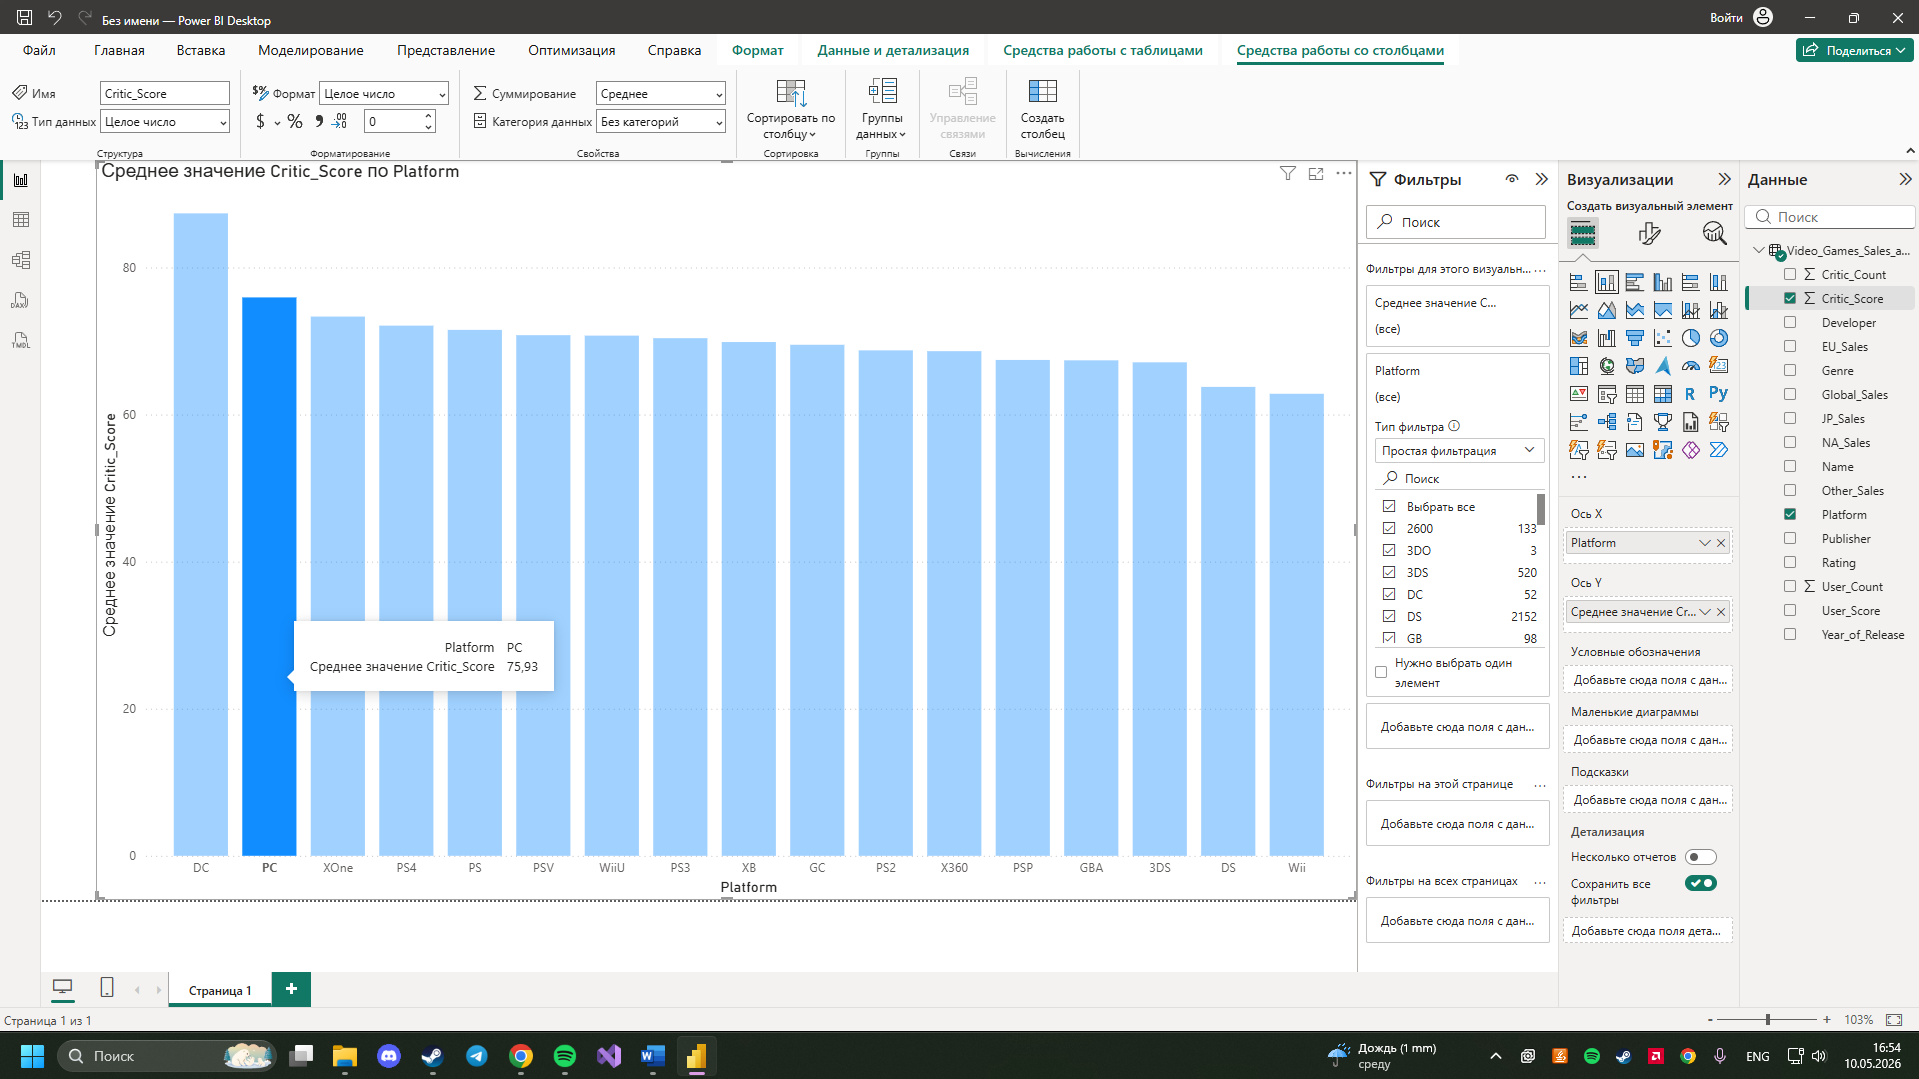 Без имени — Power BI Desktop
Войти
Файл
Главная
Вставка
Моделирование
Представление
Оптимизация
Справка
Формат
Данные и детализация
Средства работы с таблицами
Средства работы со столбцами
Поделиться
Имя
Critic_Score
Тип данных
Целое число
Структура
Формат
Целое число
$ % 0
Форматирование
Суммирование
Среднее
Категория данных
Без категорий
Свойства
Сортировать по
столбцу
Сортировка
Группы
данных
Группы
Управление
связями
Связи
Создать
столбец
Вычисления
Среднее значение Critic_Score по Platform
Среднее значение Critic_Score
80
60
40
20
0
Platform PC
Среднее значение Critic_Score 75,93
DC PC XOne PS4 PS PSV WiiU PS3 XB GC PS2 X360 PSP GBA 3DS DS Wii
Platform
Фильтры
Поиск
Фильтры для этого визуальн...
Среднее значение C...
(все)
Platform
(все)
Тип фильтра
Простая фильтрация
Поиск
Выбрать все
2600 133
3DO 3
3DS 520
DC 52
DS 2152
GB 98
Нужно выбрать один
элемент
Добавьте сюда поля с дан...
Фильтры на этой странице
Добавьте сюда поля с дан...
Фильтры на всех страницах
Добавьте сюда поля с дан...
Визуализации
Создать визуальный элемент
123
R
Py
Ось X
Platform
Ось Y
Среднее значение Cr...
Условные обозначения
Добавьте сюда поля с дан...
Маленькие диаграммы
Добавьте сюда поля с дан...
Подсказки
Добавьте сюда поля с дан...
Детализация
Несколько отчетов
Сохранить все
фильтры
Добавьте сюда поля дета...
Данные
Поиск
Video_Games_Sales_a...
Critic_Count
Critic_Score
Developer
EU_Sales
Genre
Global_Sales
JP_Sales
NA_Sales
Name
Other_Sales
Platform
Publisher
Rating
User_Count
User_Score
Year_of_Release
DAX
TMDL
Страница 1
Страница 1 из 1
- + 103%
Поиск
Дождь (1 mm)
среду
ENG
16:54
10.05.2026